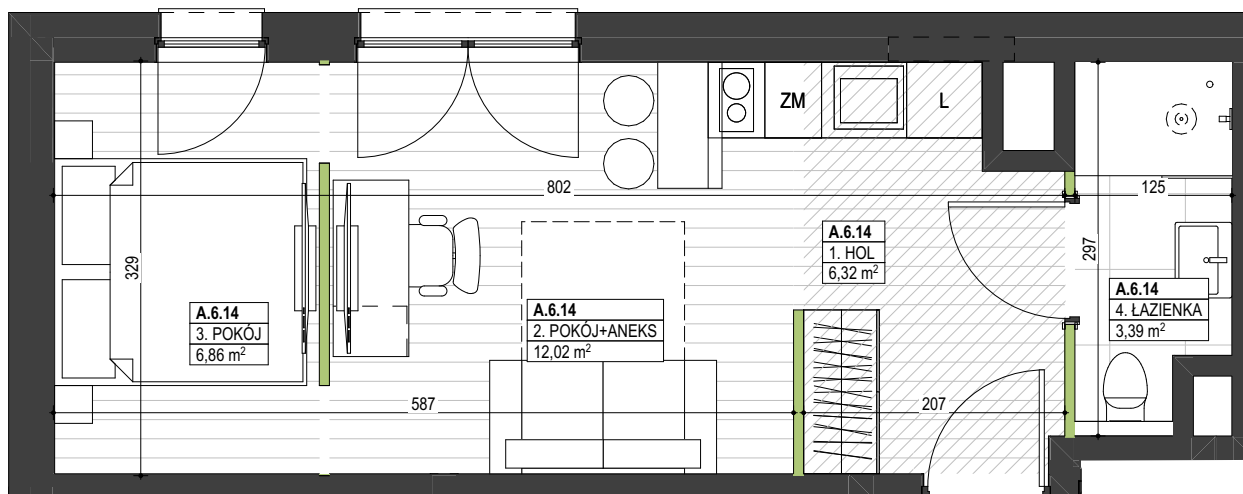 ZM
L
802
125
A.6.14
1. HOL
6,32 m²
297
329
A.6.14
3. POKÓJ
6,86 m²
A.6.14
2. POKÓJ+ANEKS
12,02 m²
A.6.14
4. ŁAZIENKA
3,39 m²
587
207